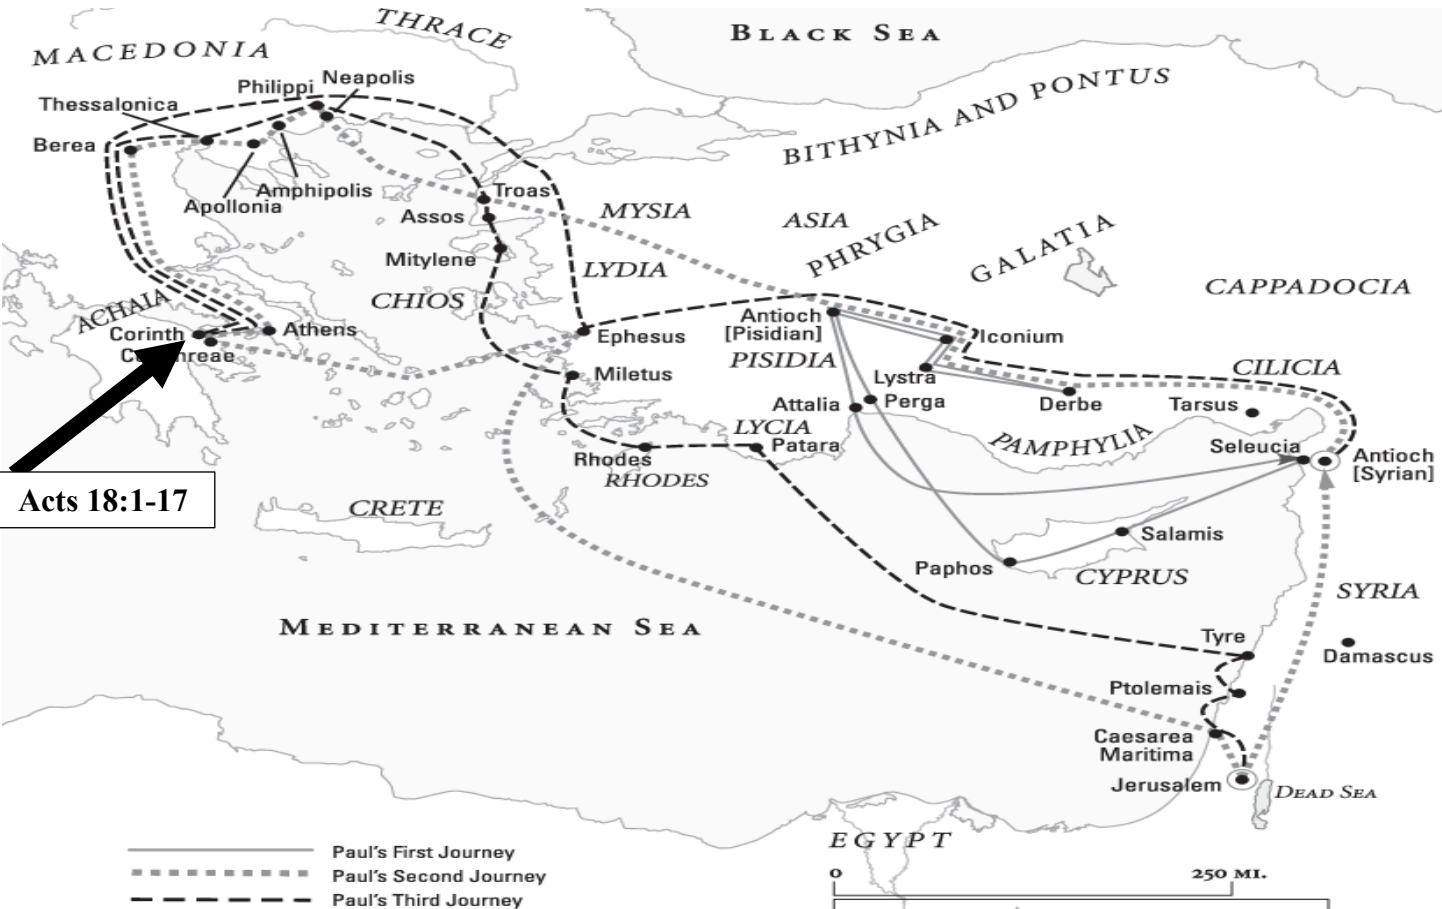 THRACE
BLACK SEA
MACEDONIA
Neapolis
Philippi
BITHYNIA AND PONTUS
Thessalonica
Berea
Amphipolis
Troas
Apollonia
Assos
MYSIA
ASIA
PHRYGIA
GALATIA
Mitylene
LYDIA
CAPPADOCIA
CHIOS
ACHAIA
Antioch
[Pisidian]
Corinth
Athens
Ephesus
Iconium
PISIDIA
CILICIA
Miletus
Lystra
Perga
Attalia
Derbe
Tarsus
LYCIA
PAMPHYLIA
Patara
Seleucia
Rhodes
RHODES
Antioch
[Syrian]
Acts 18:1-17
CRETE
Salamis
Paphos
CYPRUS
SYRIA
MEDITERRANEAN SEA
Tyre
Damascus
Ptolemais
Caesarea
Maritima
Jerusalem
DEAD SEA
EGYPT
Paul's First Journey
Paul's Second Journey
Paul's Third Journey
0 250 MI.